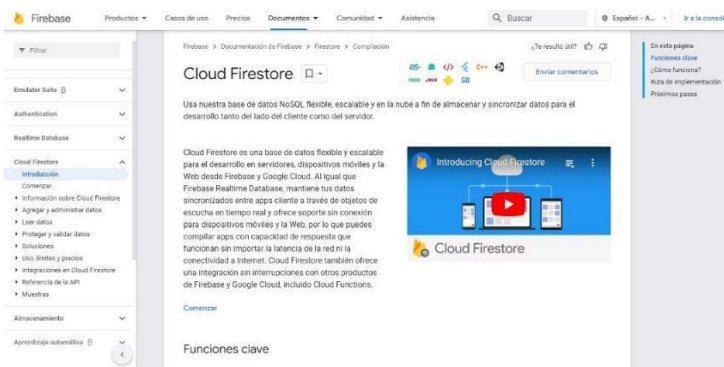 Firebase
Productos
Casos de uso
Precios
Documentos
Comunidad
Asistencia
Buscar
Español – A...
Ir a la consol
Filtrar
Emulator Suite
Authentication
Realtime Database
Cloud Firestore
Introducción
Comenzar
Información sobre Cloud Firestore
Agregar y administrar datos
Leer datos
Proteger y validar datos
Soluciones
Uso, límites y precios
Integraciones en Cloud Firestore
Referencia de la API
Muestras
Almacenamiento
Aprendizaje automático
Firebase > Documentación de Firebase > Firestore > Compilación
¿Te resultó útil?
Cloud Firestore
iOS+ C++
JAVA GO
Enviar comentarios
Usa nuestra base de datos NoSQL flexible, escalable y en la nube a fin de almacenar y sincronizar datos para el
desarrollo tanto del lado del cliente como del servidor.
Cloud Firestore es una base de datos flexible y escalable
para el desarrollo en servidores, dispositivos móviles y la
Web desde Firebase y Google Cloud. Al igual que
Firebase Realtime Database, mantiene tus datos
sincronizados entre apps cliente a través de objetos de
escucha en tiempo real y ofrece soporte sin conexión
para dispositivos móviles y la Web, por lo que puedes
compilar apps con capacidad de respuesta que
funcionan sin importar la latencia de la red ni la
conectividad a Internet. Cloud Firestore también ofrece
una integración sin interrupciones con otros productos
de Firebase y Google Cloud, incluido Cloud Functions.
Introducing Cloud Firestore
Cloud Firestore
Comenzar
Funciones clave
En esta página
Funciones clave
¿Cómo funciona?
Ruta de implementación
Próximos pasos